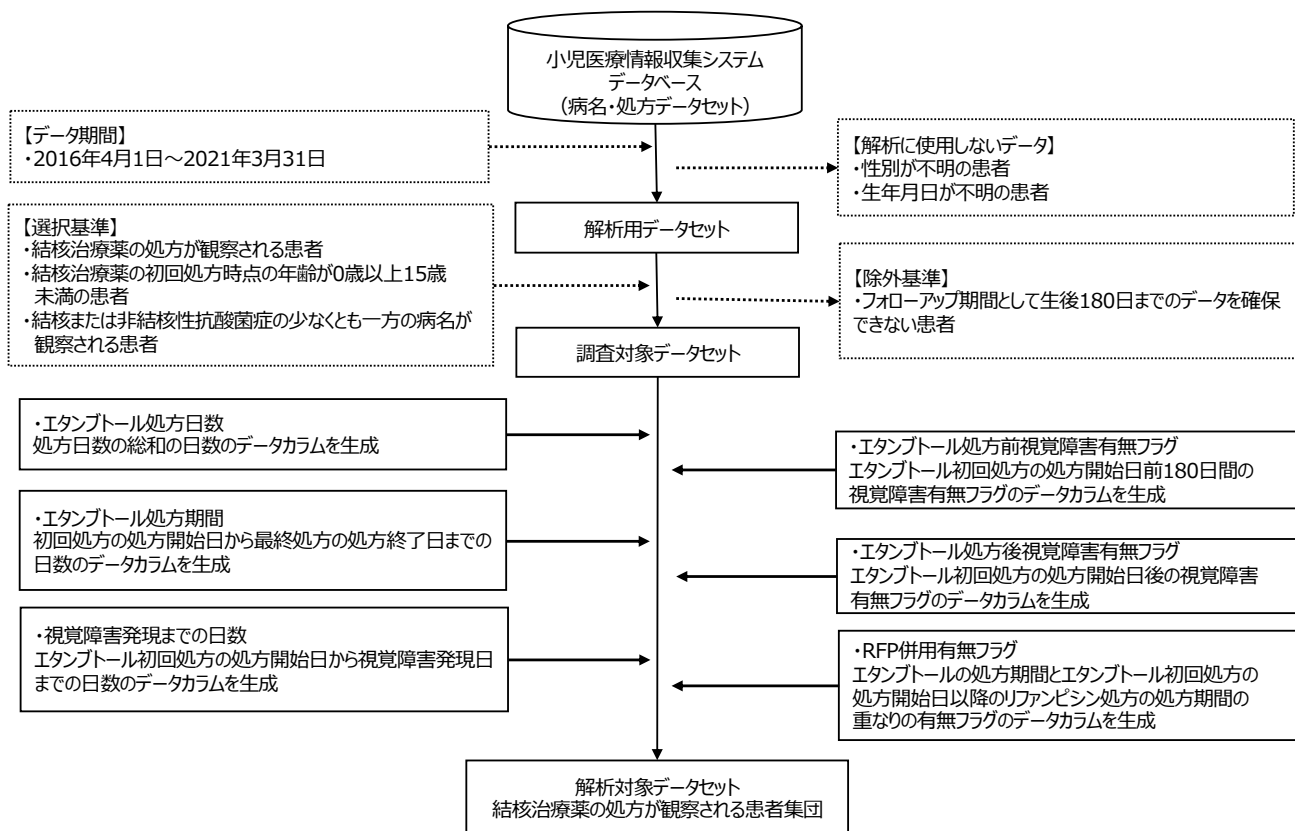 小児医療情報収集システム
データベース
（病名・処方データセット）
【データ期間】
・2016年4月1日～2021年3月31日
【解析に使用しないデータ】
・性別が不明の患者
・生年月日が不明の患者
解析用データセット
【選択基準】
・結核治療薬の処方が観察される患者
・結核治療薬の初回処方時点の年齢が0歳以上15歳
未満の患者
・結核または非結核性抗酸菌症の少なくとも一方の病名が
観察される患者
【除外基準】
・フォローアップ期間として生後180日までのデータを確保
できない患者
調査対象データセット
・エタンブトール処方日数
処方日数の総和の日数のデータカラムを生成
・エタンブトール処方前視覚障害有無フラグ
エタンブトール初回処方の処方開始日前180日間の
視覚障害有無フラグのデータカラムを生成
・エタンブトール処方期間
初回処方の処方開始日から最終処方の処方終了日までの
日数のデータカラムを生成
・エタンブトール処方後視覚障害有無フラグ
エタンブトール初回処方の処方開始日後の視覚障害
有無フラグのデータカラムを生成
・視覚障害発現までの日数
エタンブトール初回処方の処方開始日から視覚障害発現日
までの日数のデータカラムを生成
・RFP併用有無フラグ
エタンブトールの処方期間とエタンブトール初回処方の
処方開始日以降のリファンピシン処方の処方期間の
重なりの有無フラグのデータカラムを生成
解析対象データセット
結核治療薬の処方が観察される患者集団